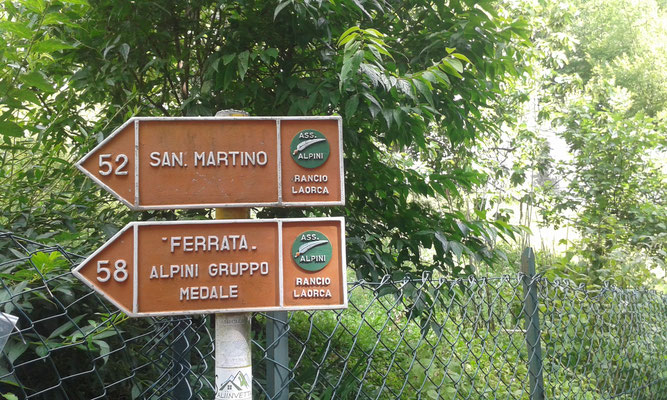 52
SAN. MARTINO
ASS.
ALPINI
RANCIO
LAORCA
58
"FERRATA"
ALPINI GRUPPO
MEDALE
ASS.
ALPINI
RANCIO
LAORCA